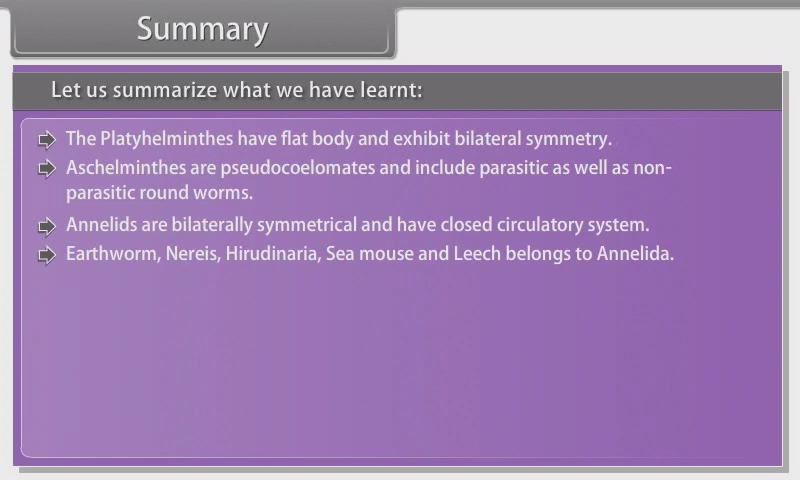 Summary
Let us summarize what we have learnt:
The Platyhelminthes have flat body and exhibit bilateral symmetry.
Aschelminthes are pseudocoelomates and include parasitic as well as non-
parasitic round worms.
Annelids are bilaterally symmetrical and have closed circulatory system.
Earthworm, Nereis, Hirudinaria, Sea mouse and Leech belongs to Annelida.